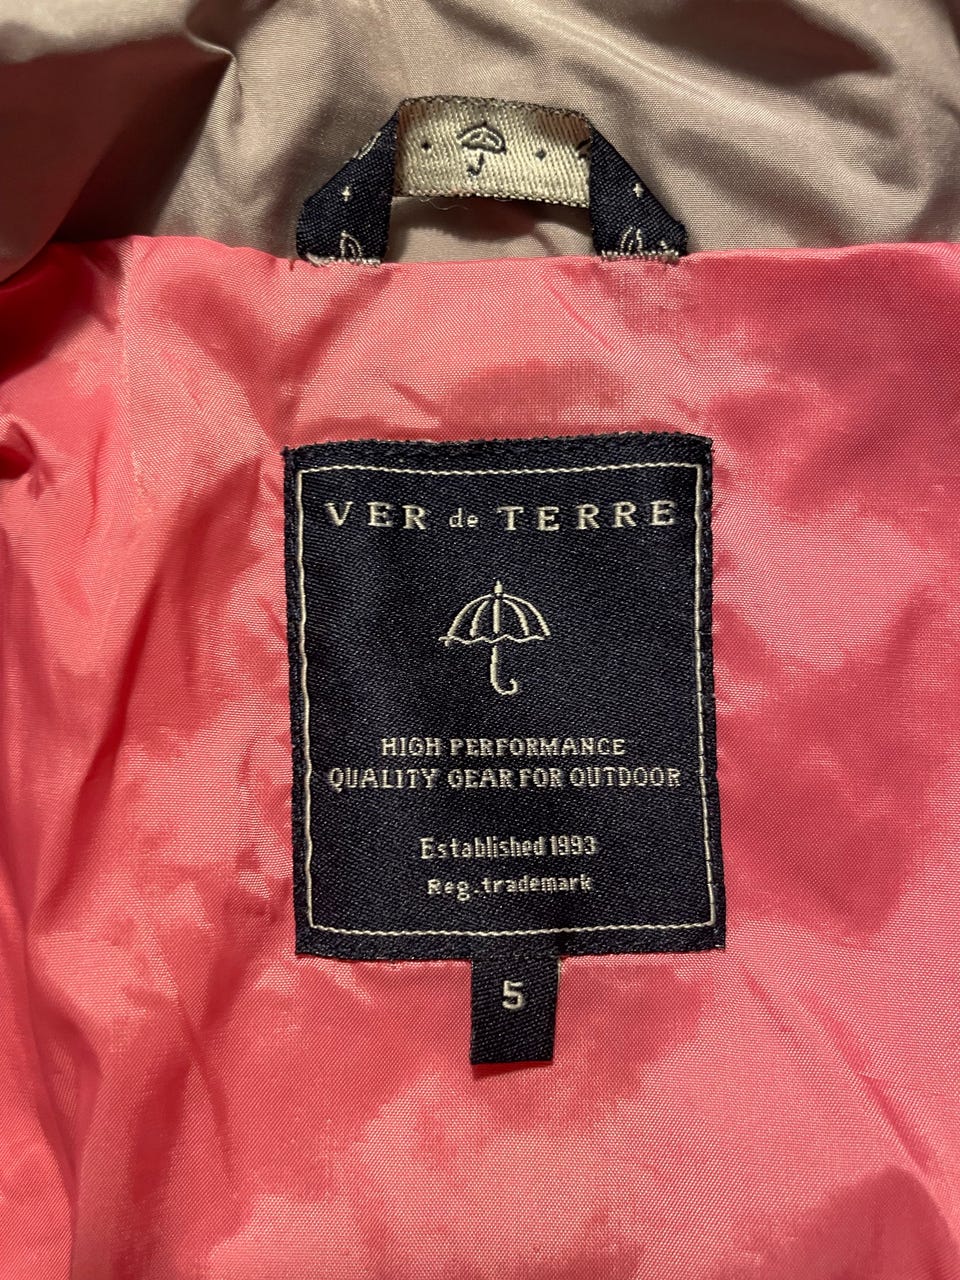 VER de TERRE
HIGH PERFORMANCE
QUALITY GEAR FOR OUTDOOR
Established 1993
Reg. trademark
5